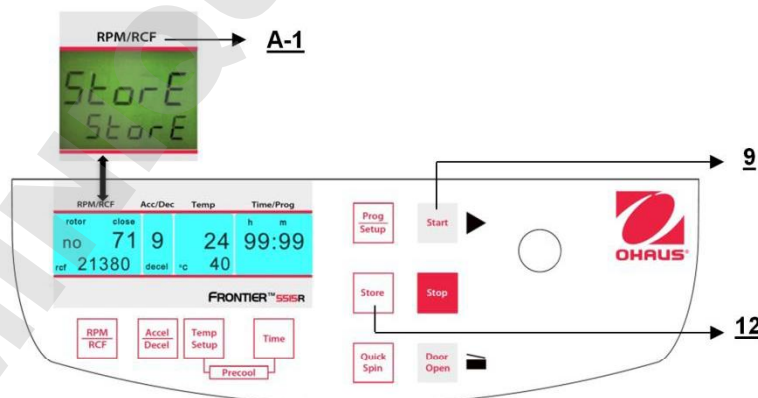 RPM/RCF
A-1
StorE
StorE
9
RPM/RCF Acc/Dec Temp Time/Prog
rotor close h m
no 71 9 24 99:99
rcf 21380 decel °C 40
FRONTIER™ 5515R
Prog
Setup
Start
OHAUS®
Store
Stop
12
RPM
RCF
Accel
Decel
Temp
Setup
Time
Precool
Quick
Spin
Door
Open